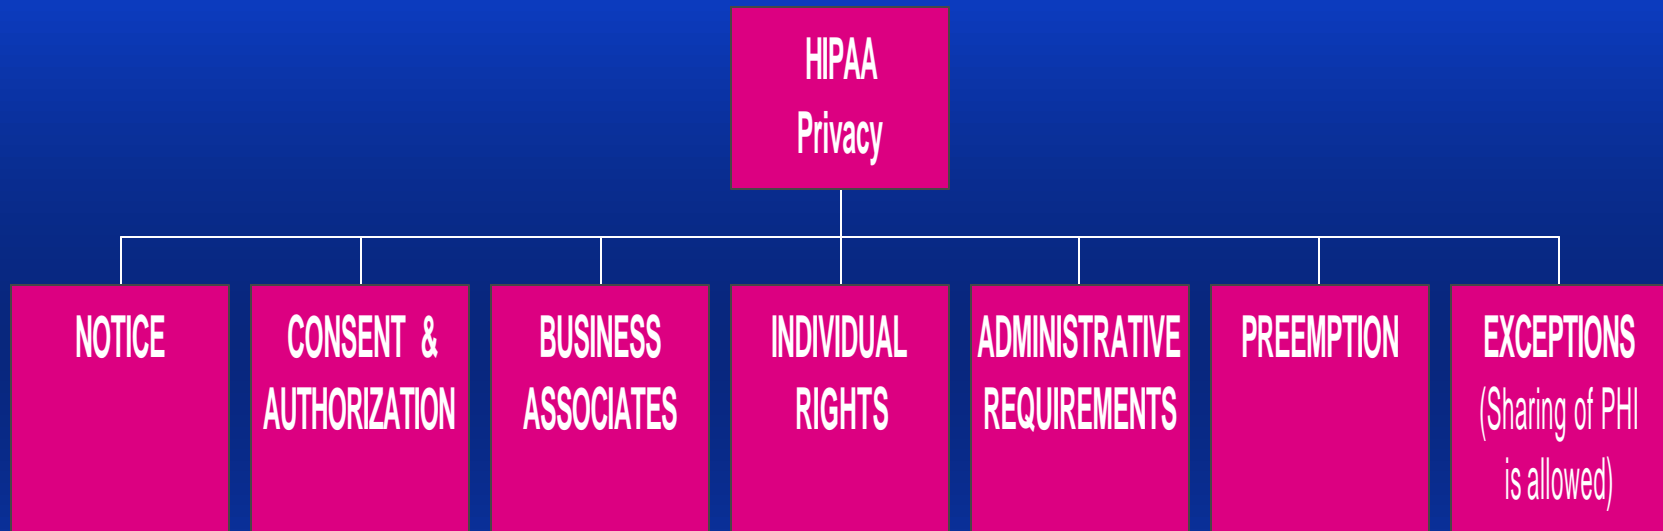 HIPAA
Privacy
NOTICE
CONSENT &
AUTHORIZATION
BUSINESS
ASSOCIATES
INDIVIDUAL
RIGHTS
ADMINISTRATIVE
REQUIREMENTS
PREEMPTION
EXCEPTIONS
(Sharing of PHI
is allowed)